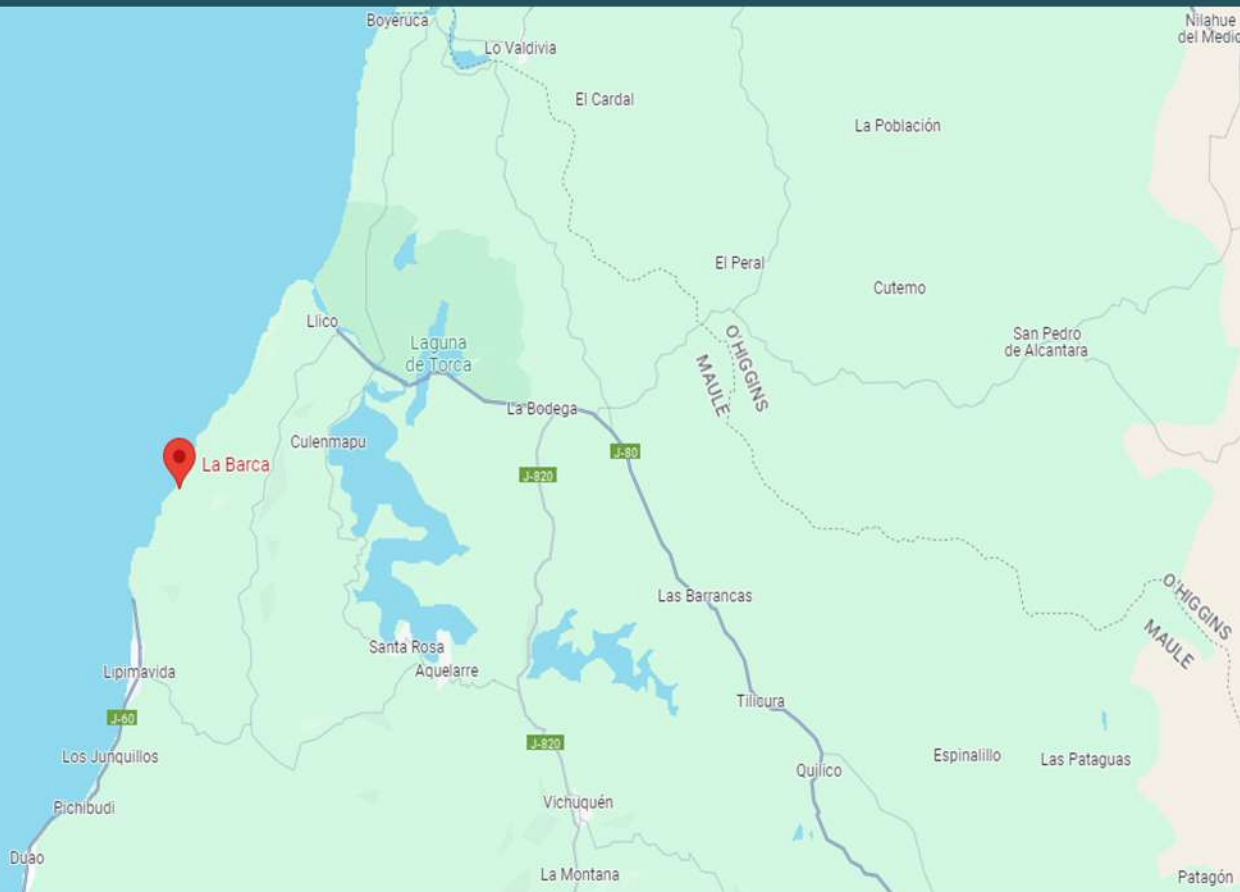 Boyeruca
Nilahue
del Medio
Lo Valdivia
El Cardal
La Población
El Peral
Cutemo
Llico
Laguna
de Torca
O'HIGGINS
MAULE
San Pedro
de Alcantara
La Bodega
Culenmapu
J-80
La Barca
J-820
Las Barrancas
O'HIGGINS
MAULE
Santa Rosa
Aquelarre
Lipimavida
Tilicura
J-60
J-820
Los Junquillos
Espinalillo
Las Pataguas
Quilico
Pichibudi
Vichuquén
Duao
La Montana
Patagón